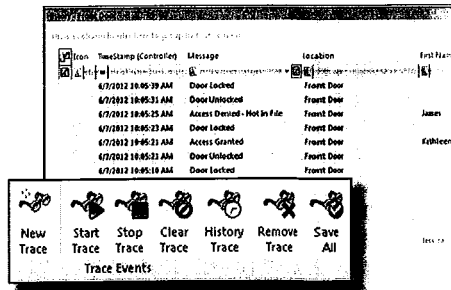 Icon TimeStamp (Controller) Message Location First Nam
6/7/2012 10:05:39 AM Door Locked Front Door
6/7/2012 10:05:31 AM Door Unlocked Front Door
6/7/2012 10:05:25 AM Access Denied - Not in File Front Door James
6/7/2012 10:05:23 AM Door Locked Front Door
6/7/2012 10:05:21 AM Access Granted Front Door Kathleen
6/7/2012 10:05:21 AM Door Unlocked Front Door
6/7/2012 10:05:10 AM Door Locked Front Door
New Trace
Start Trace
Stop Trace
Clear Trace
History Trace
Remove Trace
Save All
Trace Events